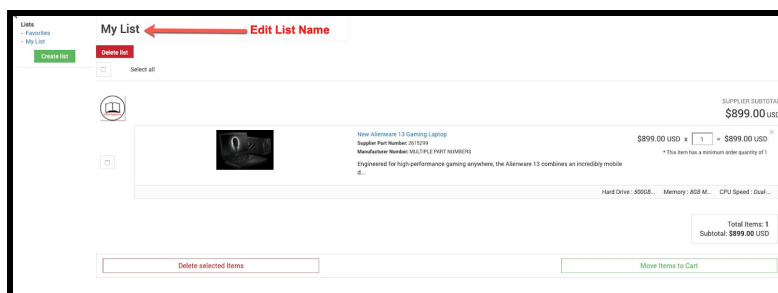 Lists
- Favorites
- My List
Create list
My List
Edit List Name
Delete list
Select all
SUPPLIER SUBTOTAL
$899.00 USD
New Alienware 13 Gaming Laptop
Supplier Part Number: 2615299
Manufacturer Number: MULTIPLE PART NUMBERS
Engineered for high-performance gaming anywhere, the Alienware 13 combines an incredibly mobile
d...
$899.00 USD x 1 = $899.00 USD
* This item has a minimum order quantity of 1
Hard Drive : 500GB... Memory : 8GB M... CPU Speed : Dual-...
Total Items: 1
Subtotal: $899.00 USD
Delete selected Items
Move Items to Cart